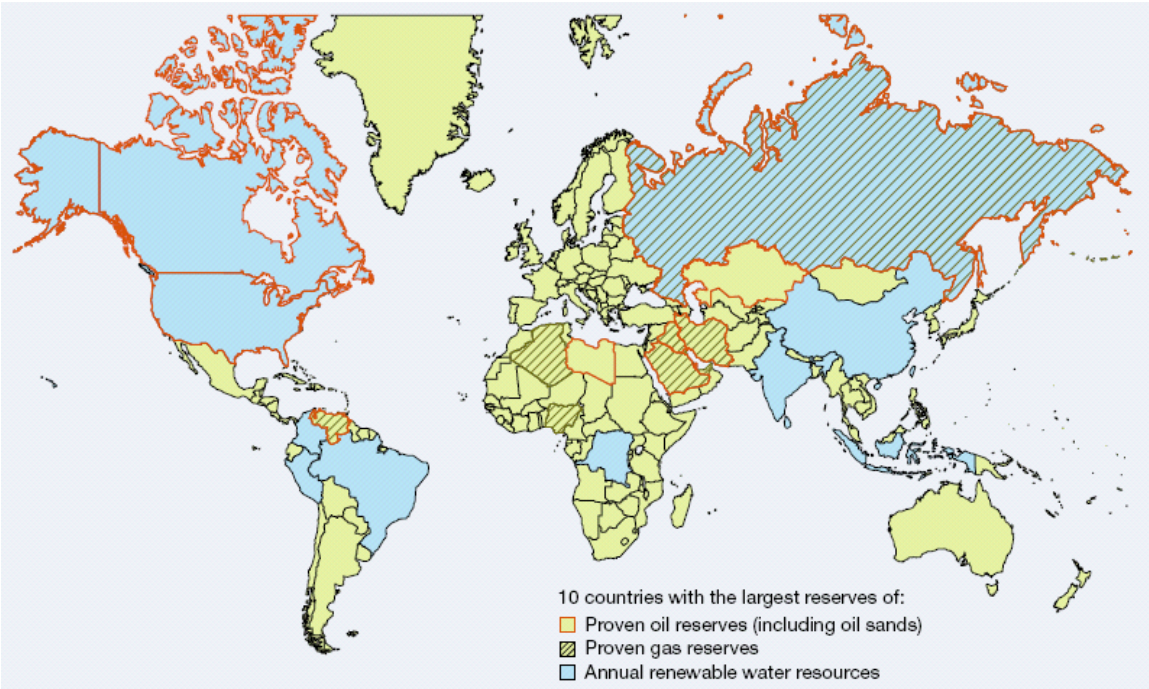 10 countries with the largest reserves of:
Proven oil reserves (including oil sands)
Proven gas reserves
Annual renewable water resources